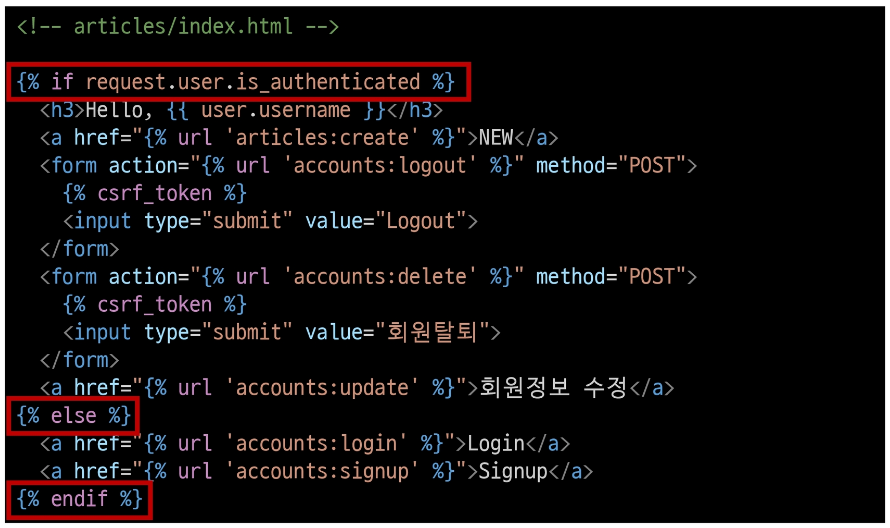 <!-- articles/index.html -->
{% if request.user.is_authenticated %}
<h3>Hello, {{ user.username }}</h3>
<a href="{% url 'articles:create' %}">NEW</a>
<form action="{% url 'accounts:logout' %}" method="POST">
{% csrf_token %}
<input type="submit" value="Logout">
</form>
<form action="{% url 'accounts:delete' %}" method="POST">
{% csrf_token %}
<input type="submit" value="회원탈퇴">
</form>
<a href="{% url 'accounts:update' %}">회원정보 수정</a>
{% else %}
<a href="{% url 'accounts:login' %}">Login</a>
<a href="{% url 'accounts:signup' %}">Signup</a>
{% endif %}